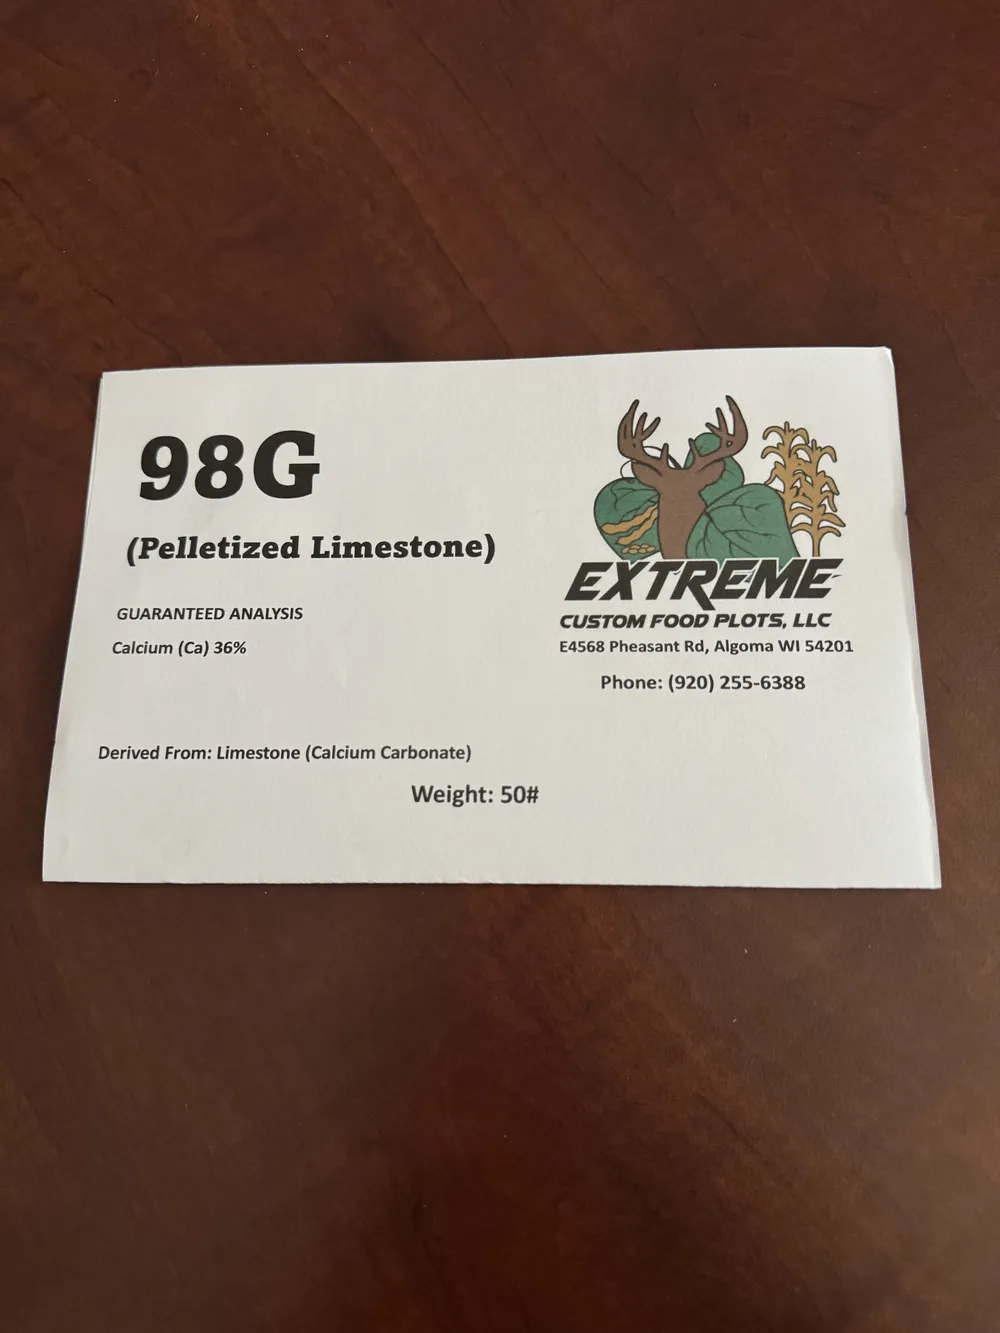 98G
(Pelletized Limestone)
GUARANTEED ANALYSIS
Calcium (Ca) 36%
Derived From: Limestone (Calcium Carbonate)
Weight: 50#
EXTREME
CUSTOM FOOD PLOTS, LLC
E4568 Pheasant Rd, Algoma WI 54201
Phone: (920) 255-6388